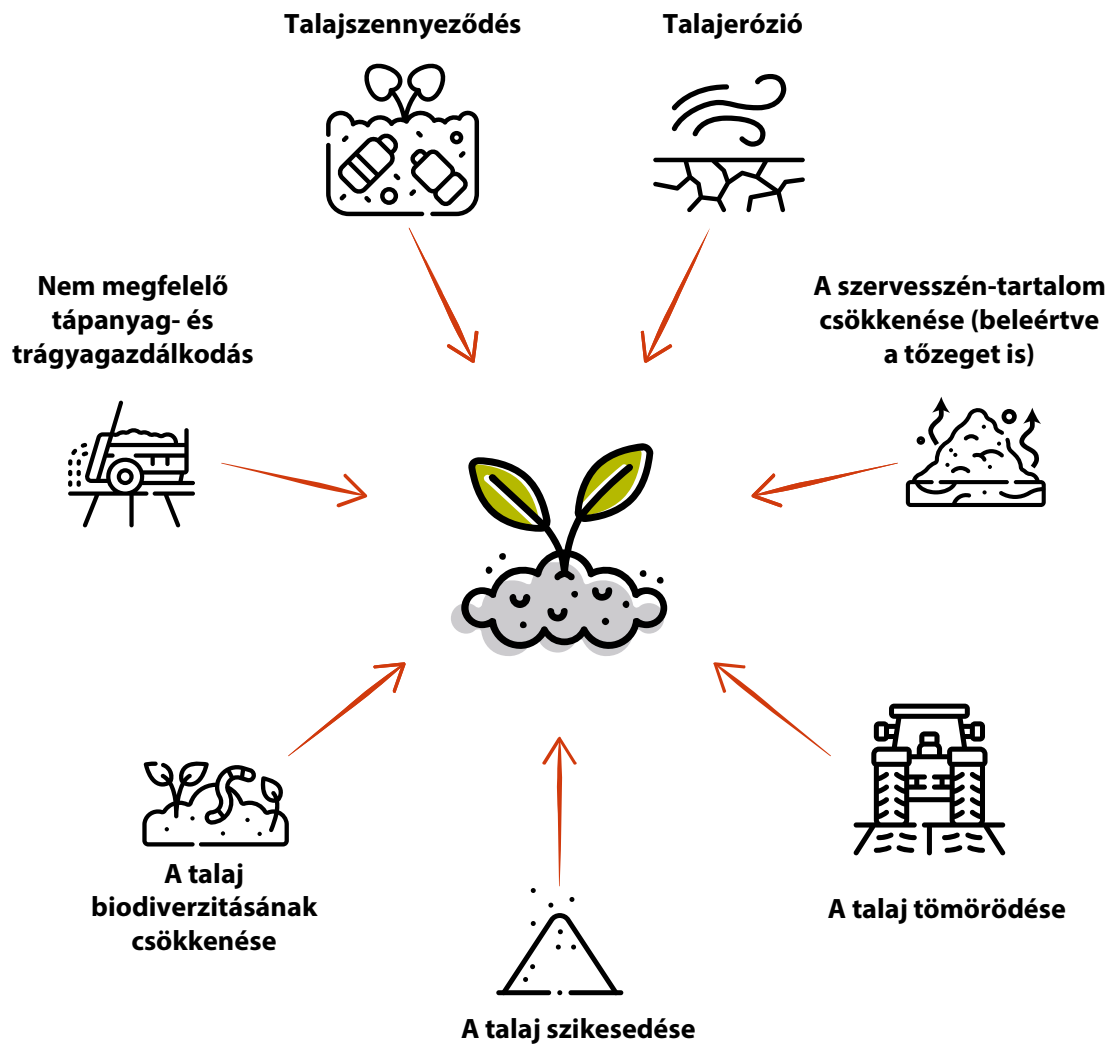 Talajszennyeződés
Talajerózió
Nem megfelelő
tápanyag- és
trágyagazdálkodás
A szervesszén-tartalom
csökkenése (beleértve
a tőzeget is)
A talaj
biodiverzitásának
csökkenése
A talaj tömörödése
A talaj szikesedése